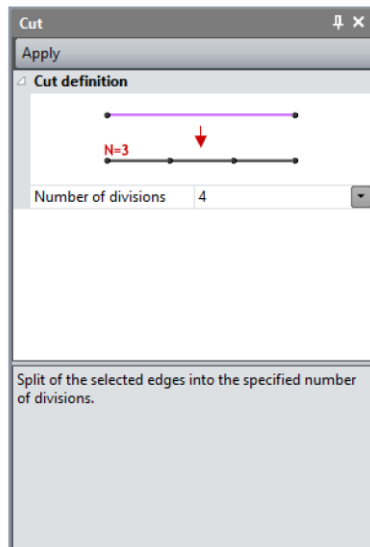 Cut
Apply
Cut definition
N=3
Number of divisions 4
Split of the selected edges into the specified number
of divisions.